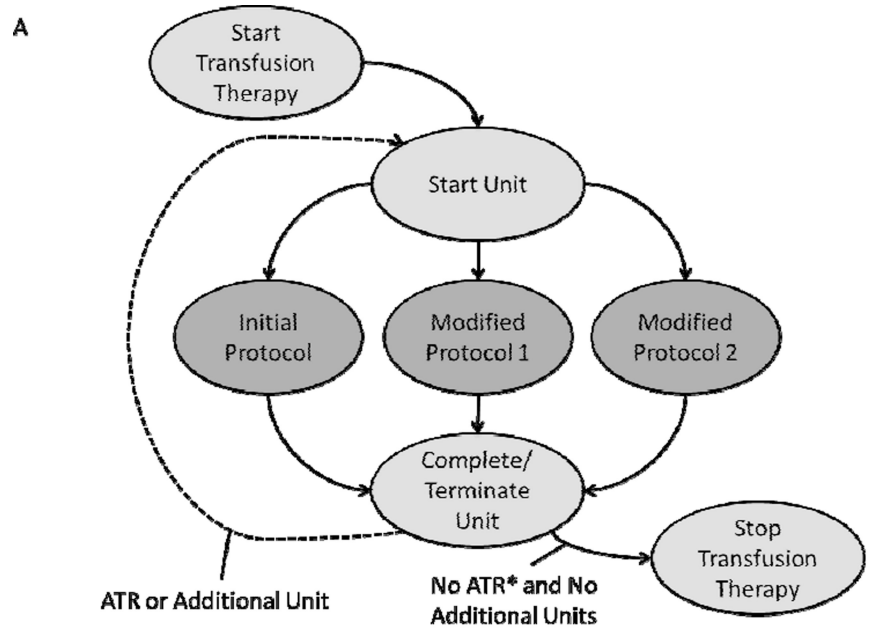 A
Start
Transfusion
Therapy
Start Unit
Initial
Protocol
Modified
Protocol 1
Modified
Protocol 2
Complete/
Terminate
Unit
Stop
Transfusion
Therapy
ATR or Additional Unit
No ATR* and No
Additional Units